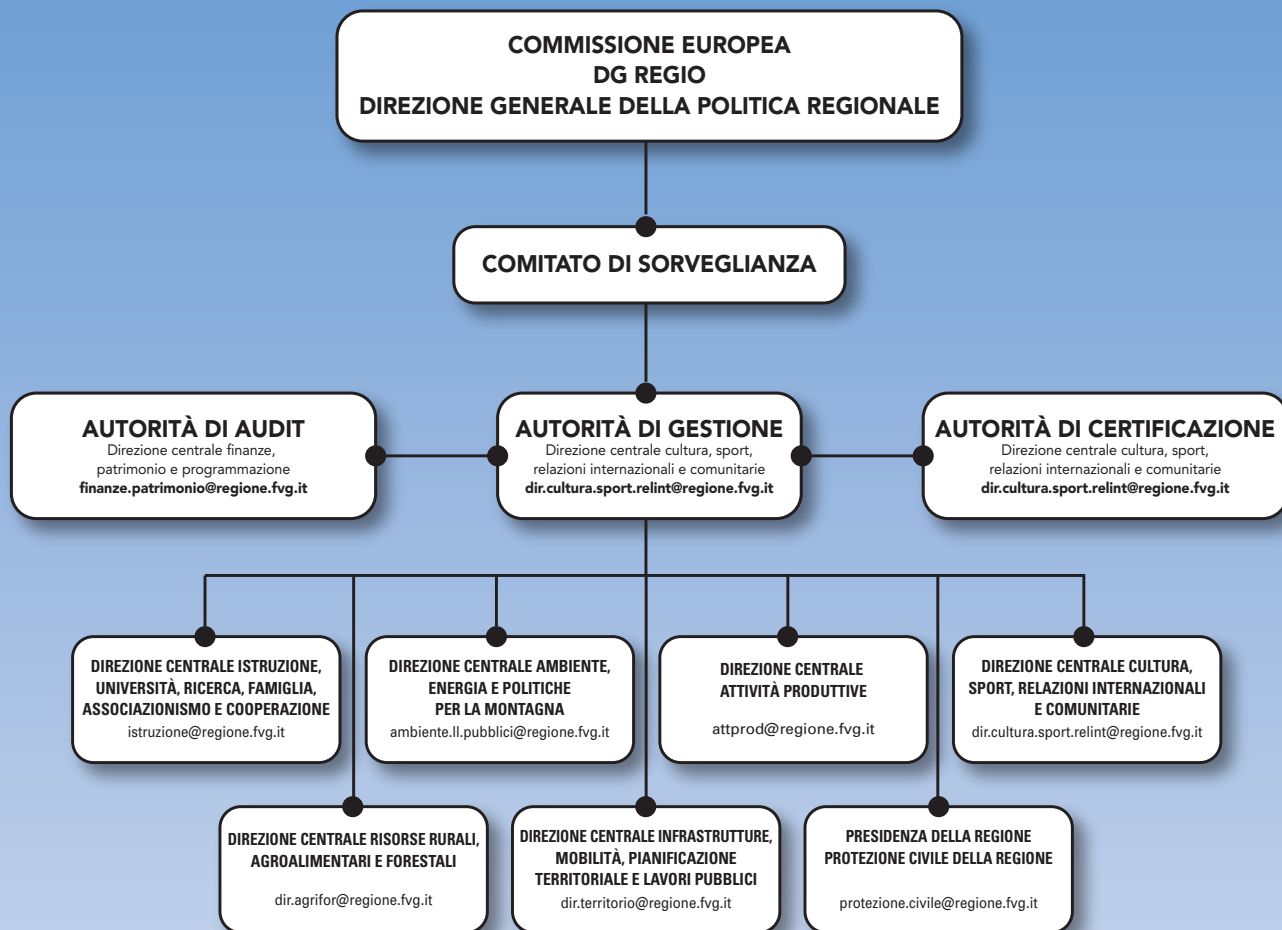 COMMISSIONE EUROPEA
DG REGIO
DIREZIONE GENERALE DELLA POLITICA REGIONALE
COMITATO DI SORVEGLIANZA
AUTORITÀ DI AUDIT
Direzione centrale finanze,
patrimonio e programmazione
finanze.patrimonio@regione.fvg.it
AUTORITÀ DI GESTIONE
Direzione centrale cultura, sport,
relazioni internazionali e comunitarie
dir.cultura.sport.relint@regione.fvg.it
AUTORITÀ DI CERTIFICAZIONE
Direzione centrale cultura, sport,
relazioni internazionali e comunitarie
dir.cultura.sport.relint@regione.fvg.it
DIREZIONE CENTRALE ISTRUZIONE,
UNIVERSITÀ, RICERCA, FAMIGLIA,
ASSOCIAZIONISMO E COOPERAZIONE
istruzione@regione.fvg.it
DIREZIONE CENTRALE AMBIENTE,
ENERGIA E POLITICHE
PER LA MONTAGNA
ambiente.ll.pubblici@regione.fvg.it
DIREZIONE CENTRALE
ATTIVITÀ PRODUTTIVE
attprod@regione.fvg.it
DIREZIONE CENTRALE CULTURA,
SPORT, RELAZIONI INTERNAZIONALI
E COMUNITARIE
dir.cultura.sport.relint@regione.fvg.it
DIREZIONE CENTRALE RISORSE RURALI,
AGROALIMENTARI E FORESTALI
dir.agrifor@regione.fvg.it
DIREZIONE CENTRALE INFRASTRUTTURE,
MOBILITÀ, PIANIFICAZIONE
TERRITORIALE E LAVORI PUBBLICI
dir.territorio@regione.fvg.it
PRESIDENZA DELLA REGIONE
PROTEZIONE CIVILE DELLA REGIONE
protezione.civile@regione.fvg.it